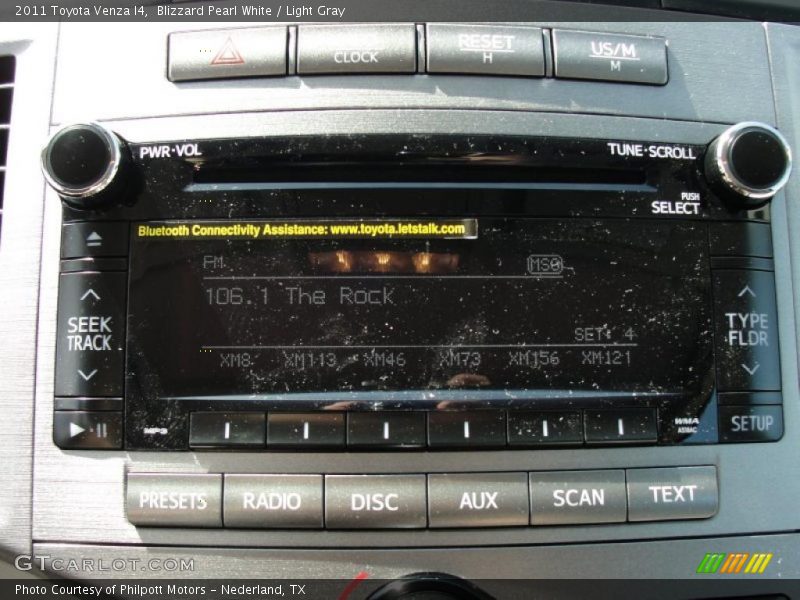 2011 Toyota Venza I4,  Blizzard Pearl White / Light Gray
CLOCK
RESET
H
US/M
M
PWR·VOL
TUNE·SCROLL
PUSH
SELECT
Bluetooth Connectivity Assistance: www.toyota.letstalk.com
FM
106.1 The Rock
SET: 4
XM8 XM113 XM46 XM73 XM156 XM121
SEEK
TRACK
TYPE
FLDR
MP3
WMA
SETUP
PRESETS RADIO DISC AUX SCAN TEXT
GTCARLOT.COM
Photo Courtesy of Philpott Motors – Nederland, TX